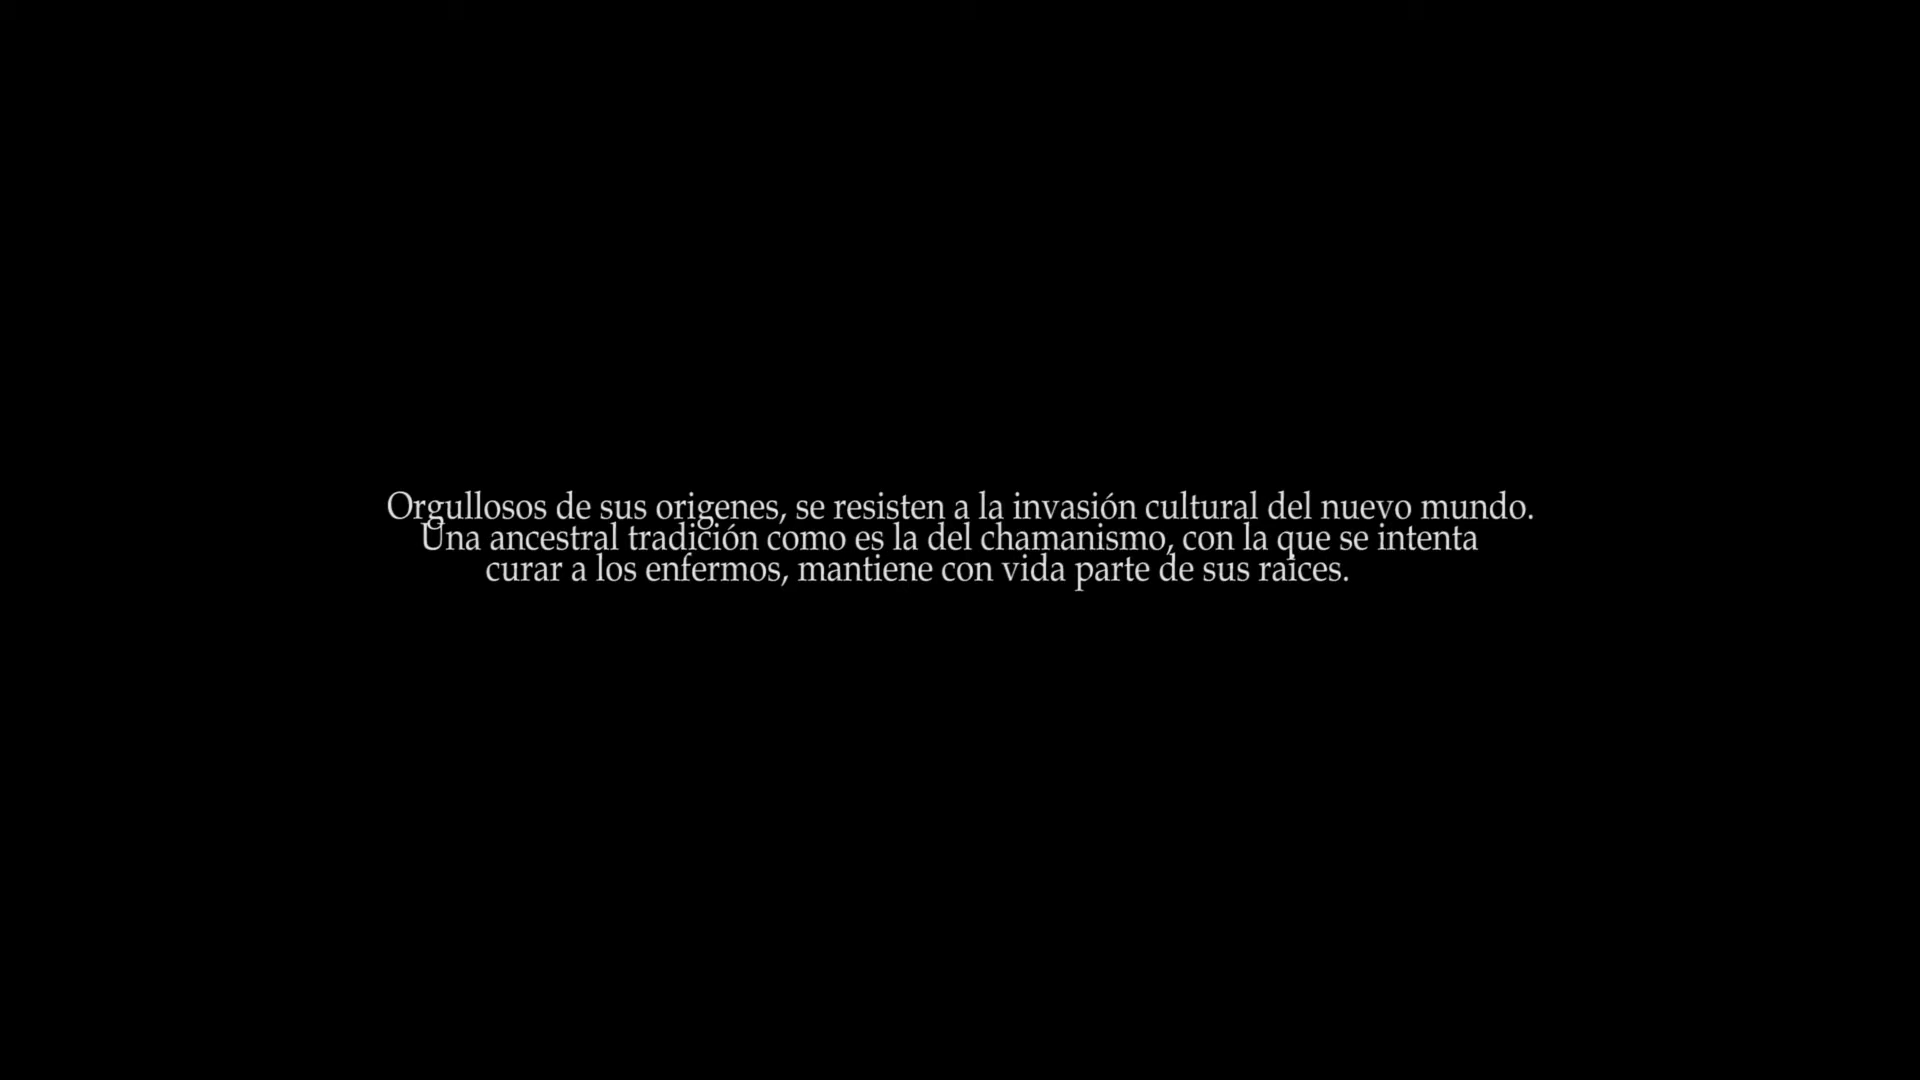 Orgullosos de sus origenes, se resisten a la invasión cultural del nuevo mundo.
Una ancestral tradición como es la del chamanismo, con la que se intenta
curar a los enfermos, mantiene con vida parte de sus raíces.